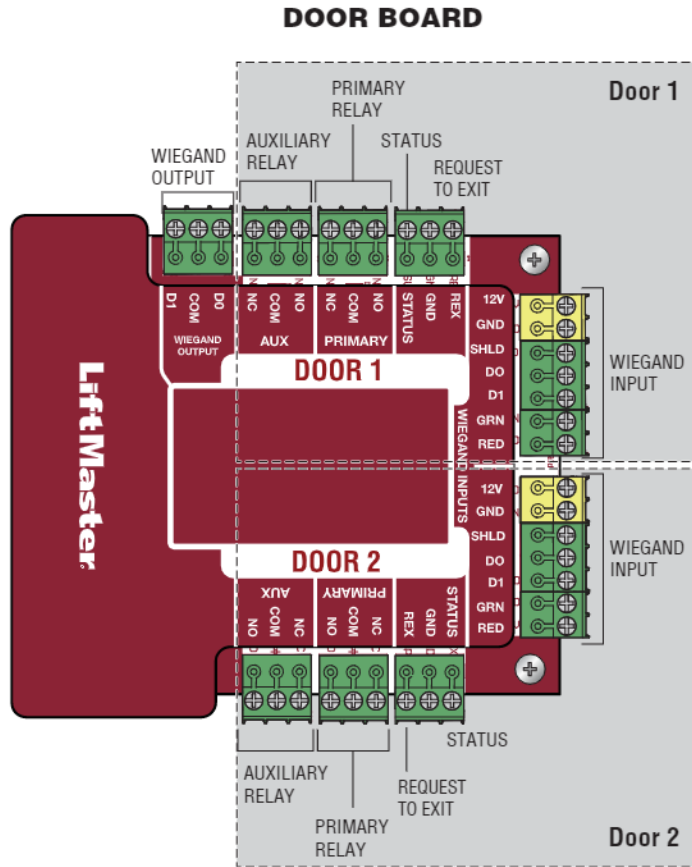 DOOR BOARD
Door 1
PRIMARY
RELAY
AUXILIARY
RELAY
STATUS
WIEGAND
OUTPUT
REQUEST
TO EXIT
D1
COM
D0
WIEGAND
OUTPUT
NC
COM
NO
AUX
NC
COM
NO
PRIMARY
STATUS
GND
REX
DOOR 1
12V
GND
SHLD
DO
D1
GRN
RED
WIEGAND
INPUT
LiftMaster
WIEGAND INPUTS
12V
GND
SHLD
DO
D1
GRN
RED
WIEGAND
INPUT
DOOR 2
AUX
NO
COM
NC
PRIMARY
NO
COM
NC
REX
GND
STATUS
STATUS
AUXILIARY
RELAY
REQUEST
TO EXIT
PRIMARY
RELAY
Door 2